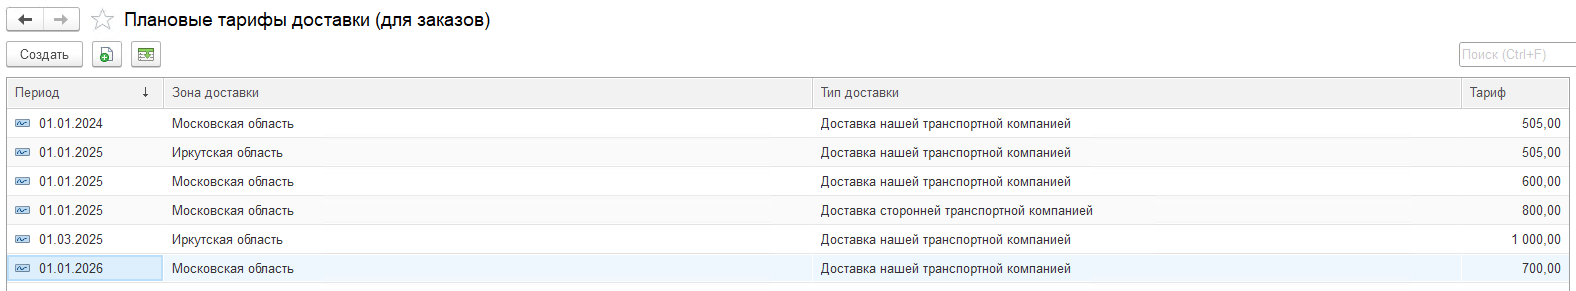 Плановые тарифы доставки (для заказов)
Создать Поиск (Ctrl+F)
Период ↓ Зона доставки Тип доставки Тариф
01.01.2024 Московская область Доставка нашей транспортной компанией 505,00
01.01.2025 Иркутская область Доставка нашей транспортной компанией 505,00
01.01.2025 Московская область Доставка нашей транспортной компанией 600,00
01.01.2025 Московская область Доставка сторонней транспортной компанией 800,00
01.03.2025 Иркутская область Доставка нашей транспортной компанией 1 000,00
01.01.2026 Московская область Доставка нашей транспортной компанией 700,00